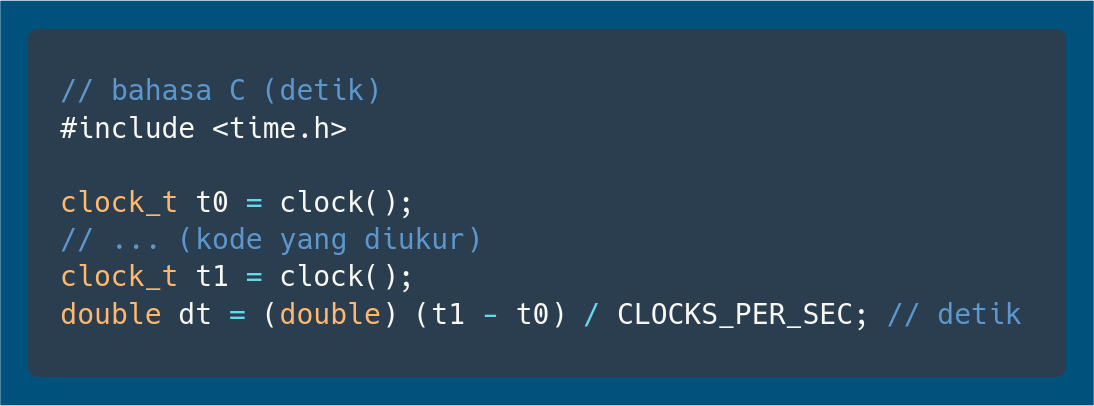 // bahasa C (detik)
#include <time.h>
clock_t t0 = clock();
// ... (kode yang diukur)
clock_t t1 = clock();
double dt = (double) (t1 - t0) / CLOCKS_PER_SEC; // detik